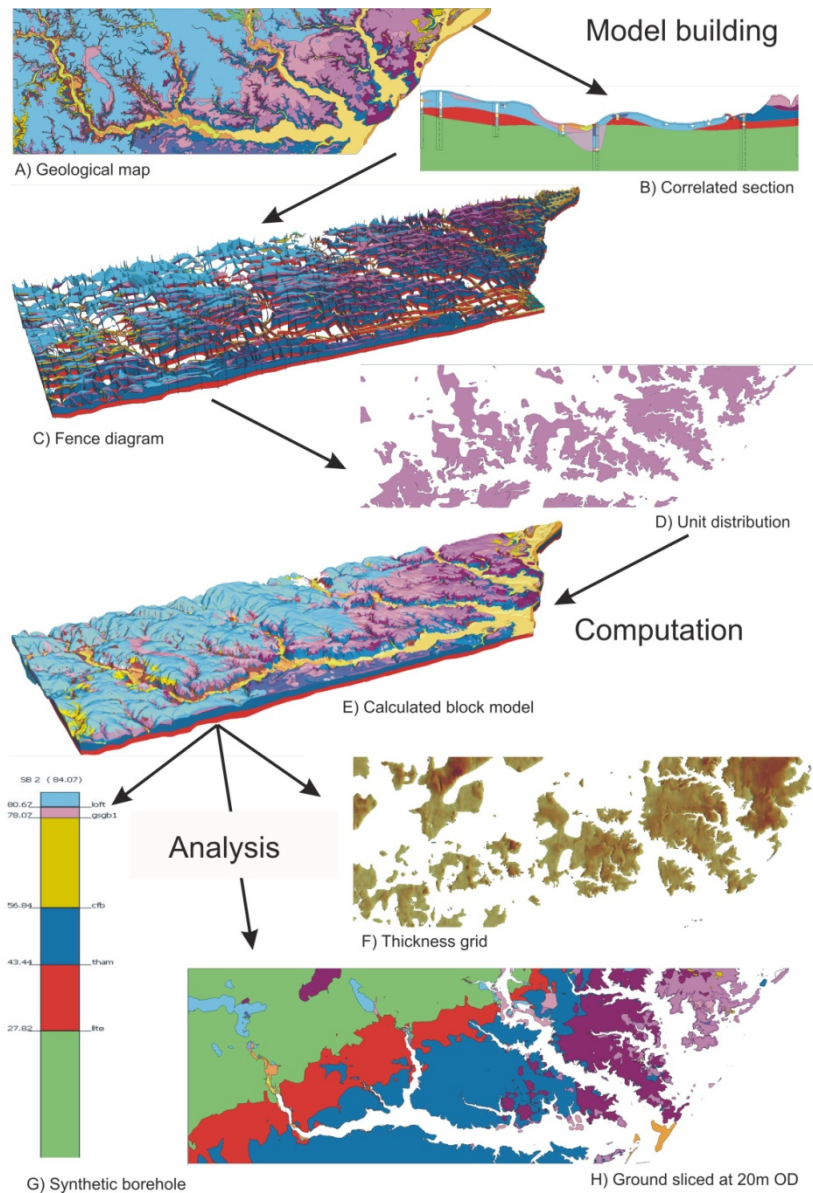 Model building
A) Geological map
B) Correlated section
C) Fence diagram
D) Unit distribution
Computation
E) Calculated block model
SB 2 (84.07)
80.67 loft
78.07 gsgb1
Analysis
56.84 cfb
F) Thickness grid
43.44 tham
27.82 lite
G) Synthetic borehole
H) Ground sliced at 20m OD